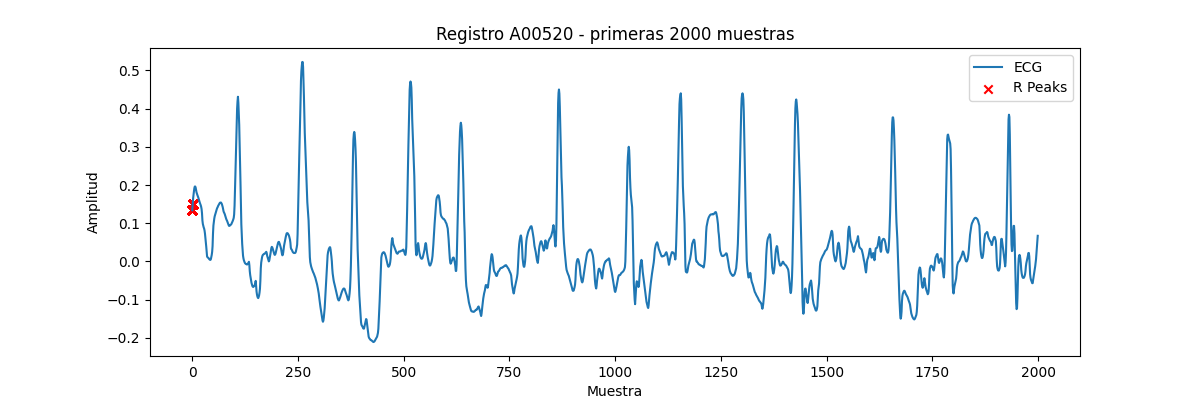 Registro A00520 - primeras 2000 muestras
ECG
R Peaks
Amplitud
0.5
0.4
0.3
0.2
0.1
0.0
−0.1
−0.2
0 250 500 750 1000 1250 1500 1750 2000
Muestra